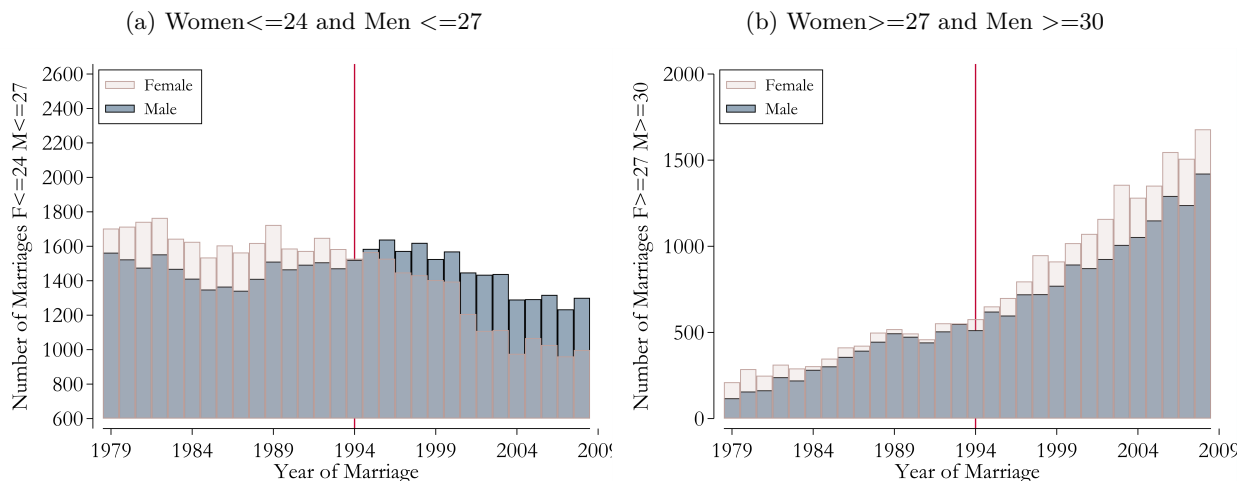 (a) Women<=24 and Men <=27
Number of Marriages F<=24 M<=27
2600
2400
2200
2000
1800
1600
1400
1200
1000
800
600
Female
Male
1979 1984 1989 1994 1999 2004 2009
Year of Marriage
(b) Women>=27 and Men >=30
Number of Marriages F>=27 M>=30
2000
1500
1000
500
0
Female
Male
1979 1984 1989 1994 1999 2004 2009
Year of Marriage